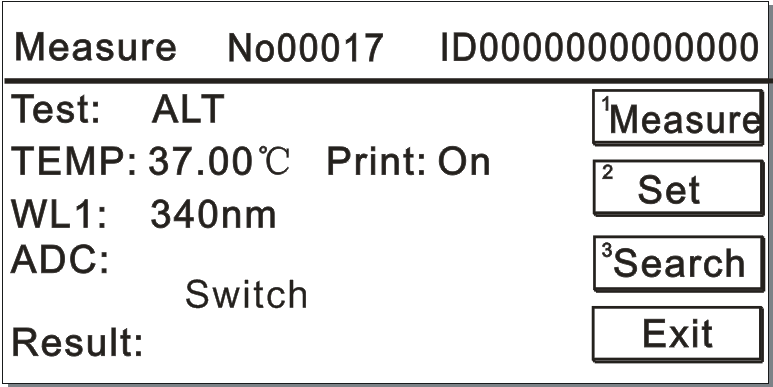 Measure No00017 ID0000000000000
Test: ALT
1Measure
TEMP: 37.00℃ Print: On
2 Set
WL1: 340nm
ADC:
3Search
Switch
Result:
Exit